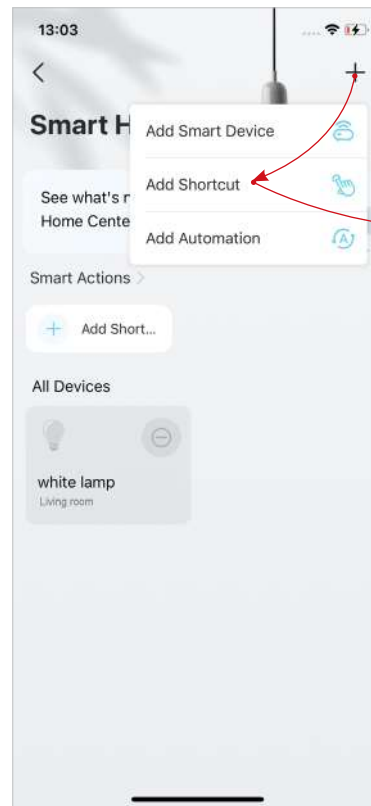 13:03
Smart H
Add Smart Device
Add Shortcut
Add Automation
See what's r
Home Cente
Smart Actions >
+ Add Short...
All Devices
white lamp
Living room